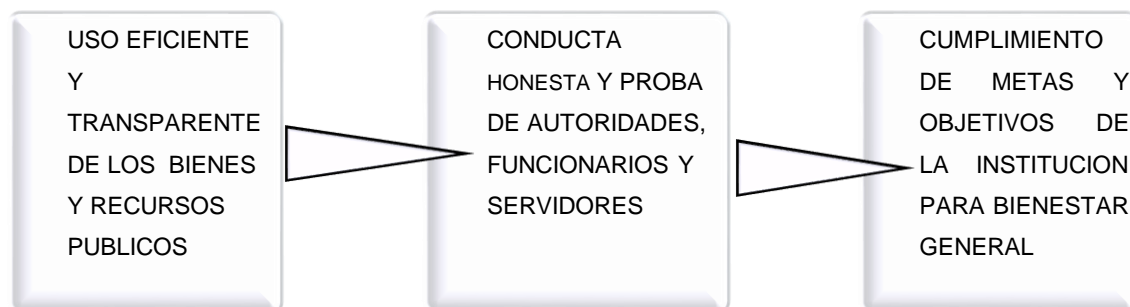 USO EFICIENTE
Y
TRANSPARENTE
DE LOS BIENES
Y RECURSOS
PUBLICOS
CONDUCTA
HONESTA Y PROBA
DE AUTORIDADES,
FUNCIONARIOS Y
SERVIDORES
CUMPLIMIENTO
DE METAS Y
OBJETIVOS DE
LA INSTITUCION
PARA BIENESTAR
GENERAL